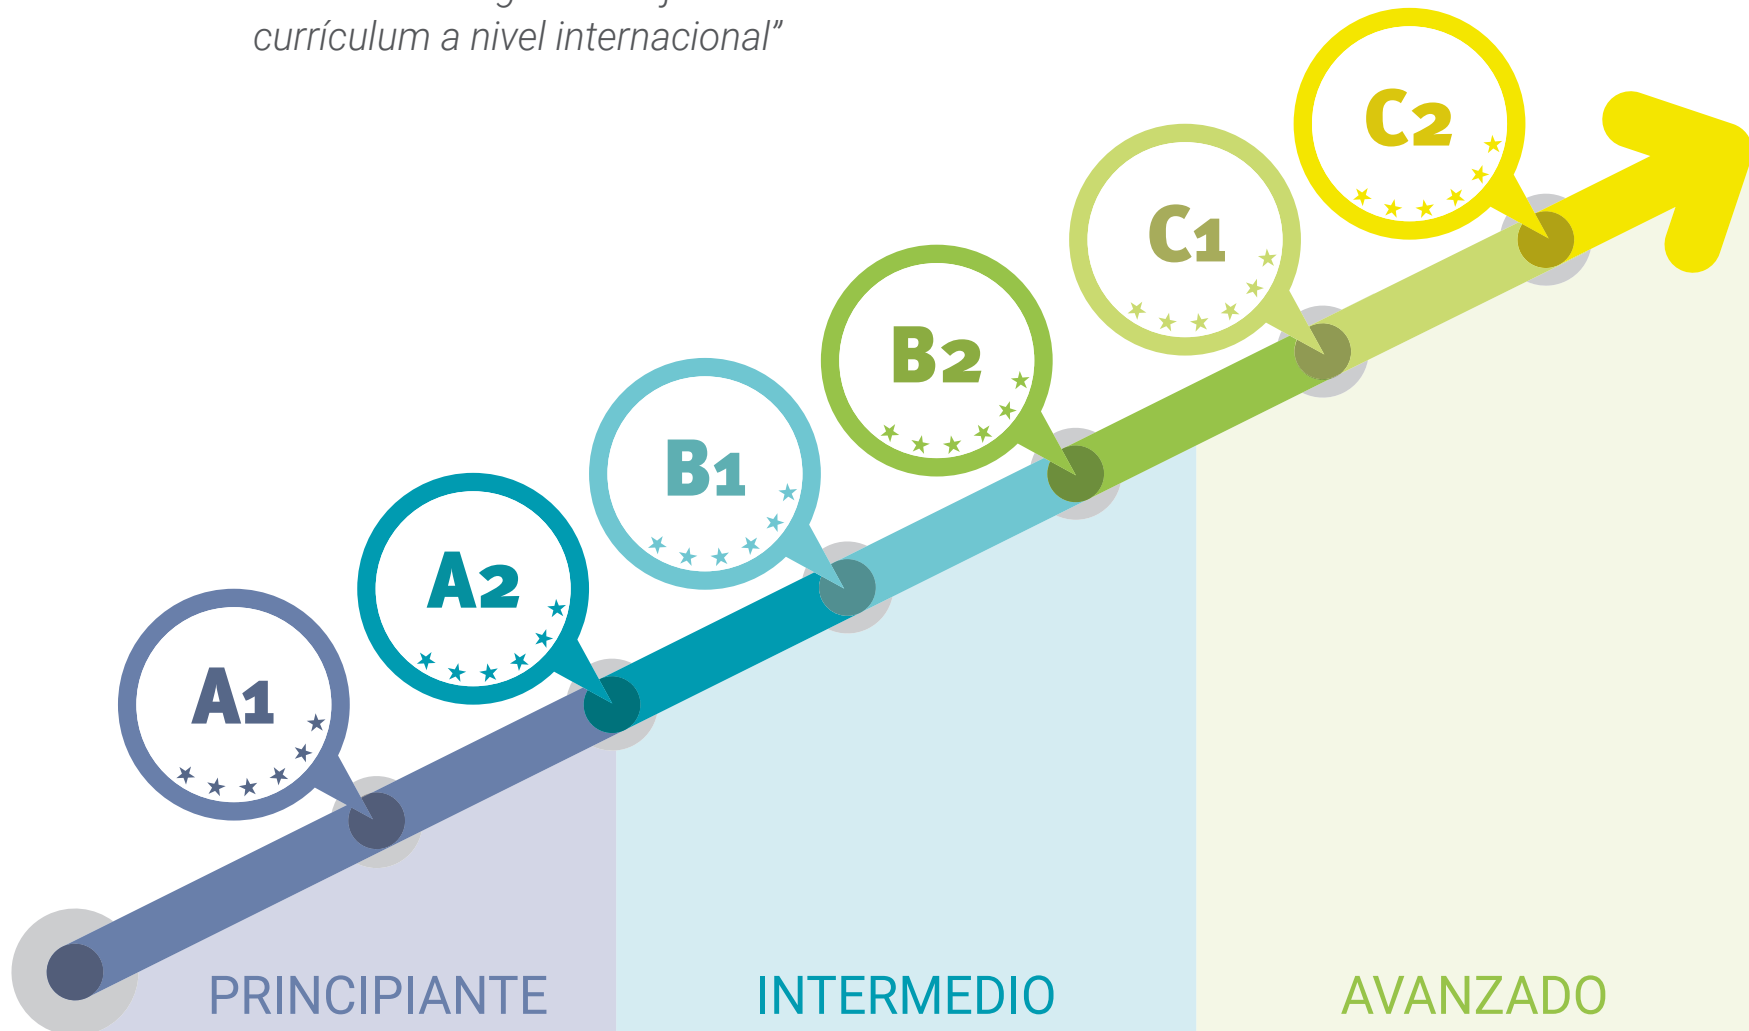 currículum a nivel internacional”
C2
C1
B2
B1
A2
A1
PRINCIPIANTE
INTERMEDIO
AVANZADO